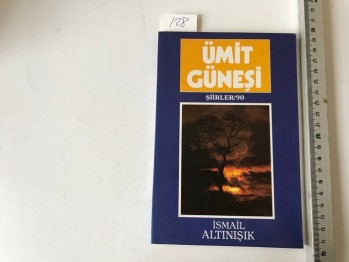 128
ÜMİT
GÜNEŞİ
ŞİİRLER/90
İSMAİL
ALTINIŞIK